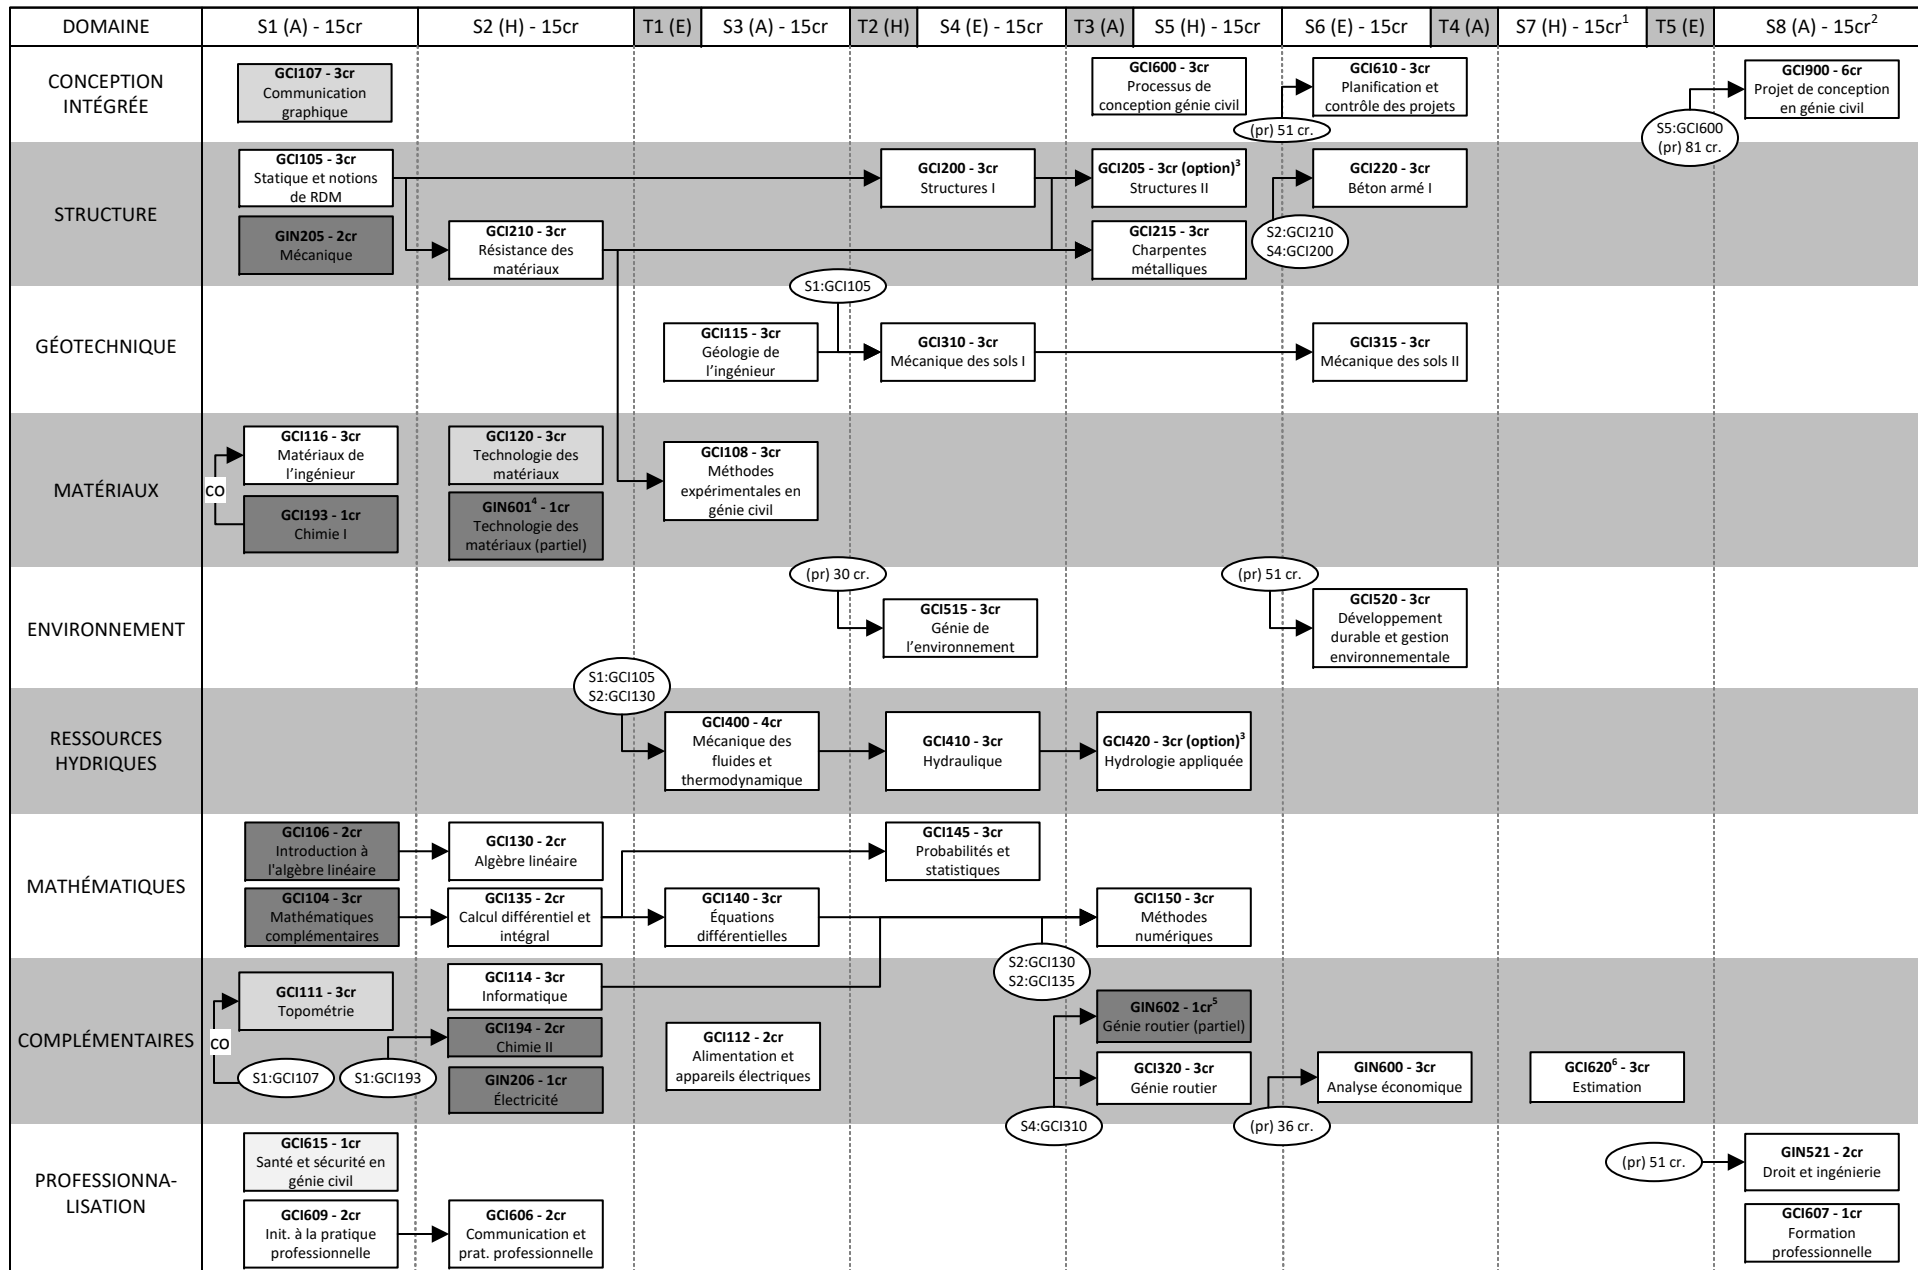 DOMAINE
S1 (A) - 15cr
S2 (H) - 15cr
T1 (E)
S3 (A) - 15cr
T2 (H)
S4 (E) - 15cr
T3 (A)
S5 (H) - 15cr
S6 (E) - 15cr
T4 (A)
S7 (H) - 15cr¹
T5 (E)
S8 (A) - 15cr²
CONCEPTION
INTÉGRÉE
GCI107 - 3cr
Communication
graphique
GCI600 - 3cr
Processus de
conception génie civil
(pr) 51 cr.
GCI610 - 3cr
Planification et
contrôle des projets
S5:GCI600
(pr) 81 cr.
GCI900 - 6cr
Projet de conception
en génie civil
STRUCTURE
GCI105 - 3cr
Statique et notions
de RDM
GIN205 - 2cr
Mécanique
GCI210 - 3cr
Résistance des
matériaux
GCI200 - 3cr
Structures I
GCI205 - 3cr (option)³
Structures II
GCI215 - 3cr
Charpentes
métalliques
S2:GCI210
S4:GCI200
GCI220 - 3cr
Béton armé I
GÉOTECHNIQUE
GCI115 - 3cr
Géologie de
l’ingénieur
S1:GCI105
GCI310 - 3cr
Mécanique des sols I
GCI315 - 3cr
Mécanique des sols II
MATÉRIAUX
CO
GCI116 - 3cr
Matériaux de
l’ingénieur
GCI193 - 1cr
Chimie I
GCI120 - 3cr
Technologie des
matériaux
GIN601⁴ - 1cr
Technologie des
matériaux (partiel)
GCI108 - 3cr
Méthodes
expérimentales en
génie civil
ENVIRONNEMENT
(pr) 30 cr.
GCI515 - 3cr
Génie de
l’environnement
(pr) 51 cr.
GCI520 - 3cr
Développement
durable et gestion
environnementale
RESSOURCES
HYDRIQUES
S1:GCI105
S2:GCI130
GCI400 - 4cr
Mécanique des
fluides et
thermodynamique
GCI410 - 3cr
Hydraulique
GCI420 - 3cr (option)³
Hydrologie appliquée
MATHÉMATIQUES
GCI106 - 2cr
Introduction à
l'algèbre linéaire
GCI104 - 3cr
Mathématiques
complémentaires
GCI130 - 2cr
Algèbre linéaire
GCI135 - 2cr
Calcul différentiel et
intégral
GCI140 - 3cr
Équations
différentielles
GCI145 - 3cr
Probabilités et
statistiques
S2:GCI130
S2:GCI135
GCI150 - 3cr
Méthodes
numériques
COMPLÉMENTAIRES
CO
GCI111 - 3cr
Topométrie
S1:GCI107
S1:GCI193
GCI114 - 3cr
Informatique
GCI194 - 2cr
Chimie II
GIN206 - 1cr
Électricité
GCI112 - 2cr
Alimentation et
appareils électriques
S4:GCI310
GIN602 - 1cr⁵
Génie routier (partiel)
GCI320 - 3cr
Génie routier
(pr) 36 cr.
GIN600 - 3cr
Analyse économique
GCI620⁶ - 3cr
Estimation
PROFESSIONNA-
LISATION
GCI615 - 1cr
Santé et sécurité en
génie civil
GCI609 - 2cr
Init. à la pratique
professionnelle
GCI606 - 2cr
Communication et
prat. professionnelle
(pr) 51 cr.
GIN521 - 2cr
Droit et ingénierie
GCI607 - 1cr
Formation
professionnelle